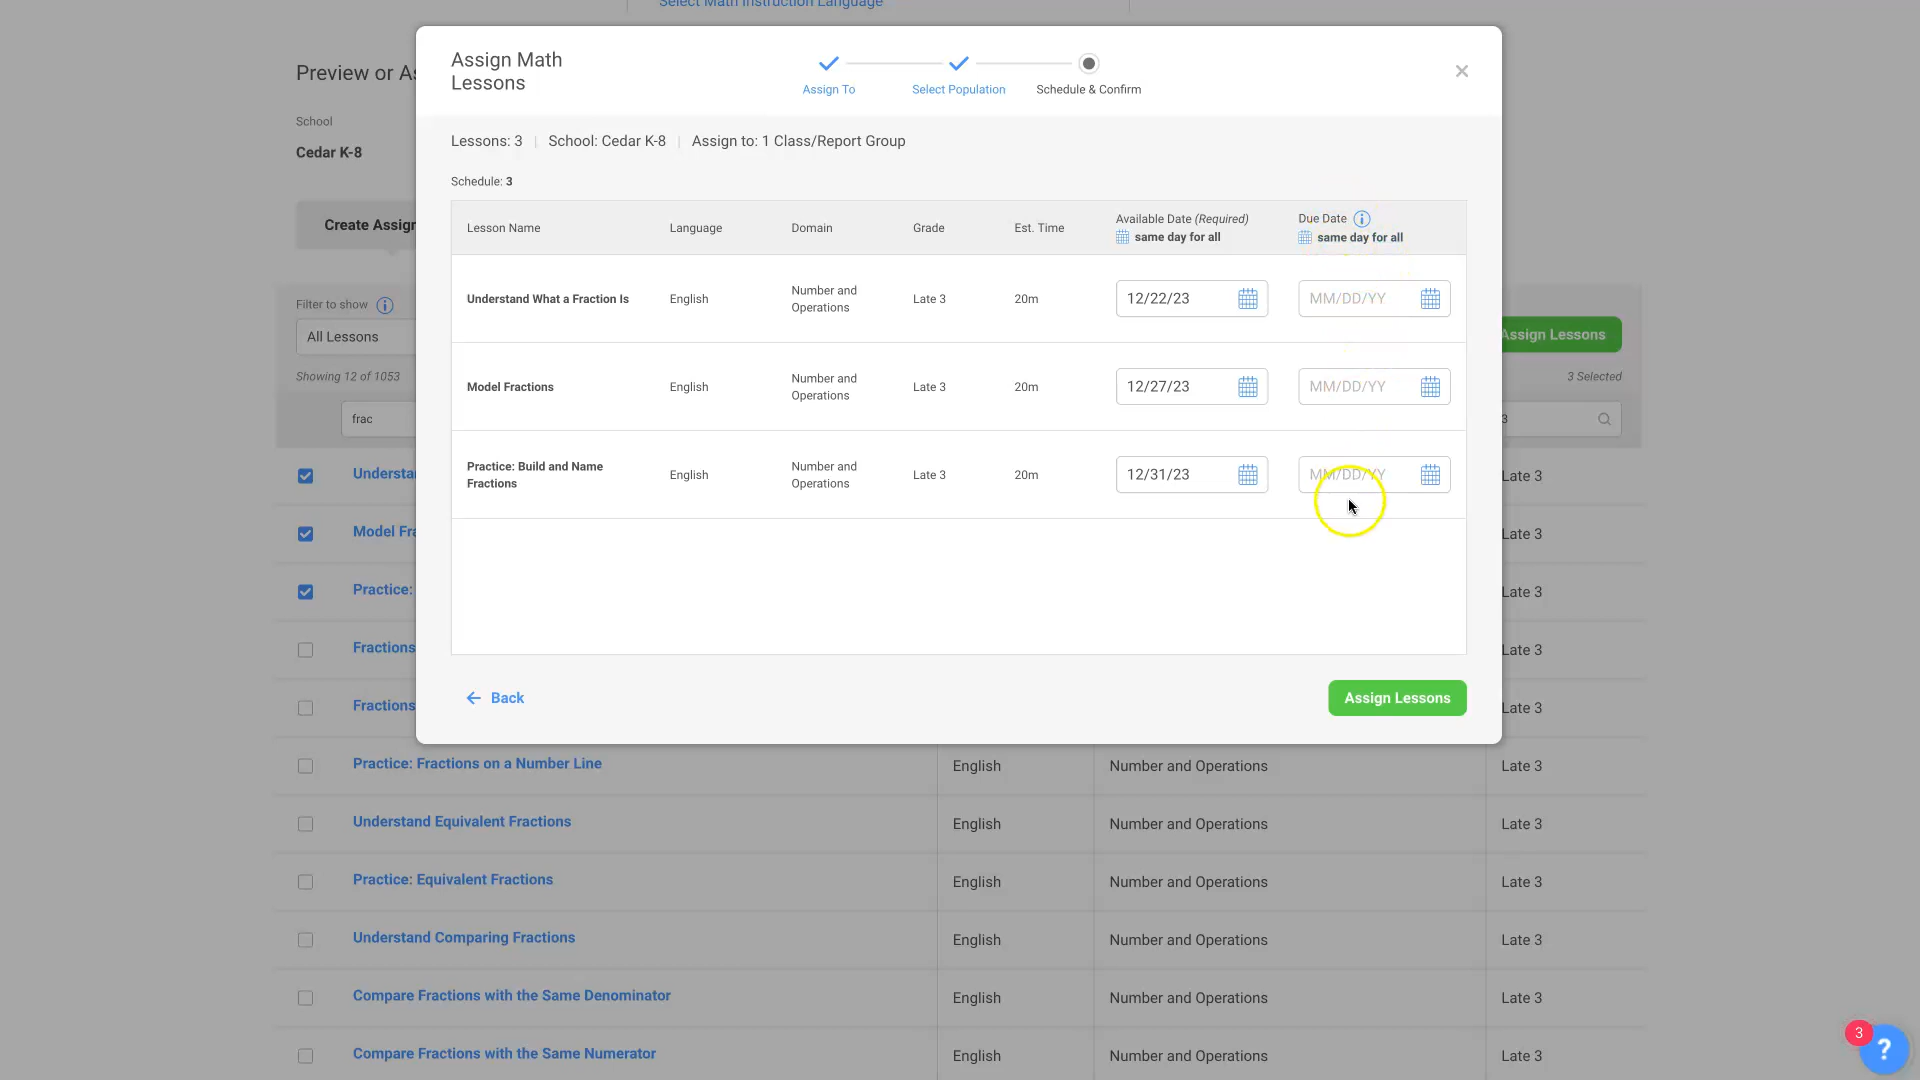 Select Math Instruction Language
Preview or As
School
Cedar K-8
Create Assign
Filter to show
All Lessons
Showing 12 of 1053
frac
Assign Math
Lessons
Assign To
Select Population
Schedule & Confirm
Lessons: 3 | School: Cedar K-8 | Assign to: 1 Class/Report Group
Schedule: 3
Lesson Name Language Domain Grade Est. Time Available Date (Required) Due Date
same day for all same day for all
Understand What a Fraction Is English Number and Operations Late 3 20m 12/22/23 MM/DD/YY
Model Fractions English Number and Operations Late 3 20m 12/27/23 MM/DD/YY
Practice: Build and Name Fractions English Number and Operations Late 3 20m 12/31/23 MM/DD/YY
Back
Assign Lessons
Assign Lessons
3 Selected
3
Understa Late 3
Model Fra Late 3
Practice: Late 3
Fractions Late 3
Fractions Late 3
Practice: Fractions on a Number Line English Number and Operations Late 3
Understand Equivalent Fractions English Number and Operations Late 3
Practice: Equivalent Fractions English Number and Operations Late 3
Understand Comparing Fractions English Number and Operations Late 3
Compare Fractions with the Same Denominator English Number and Operations Late 3
Compare Fractions with the Same Numerator English Number and Operations Late 3
3
?